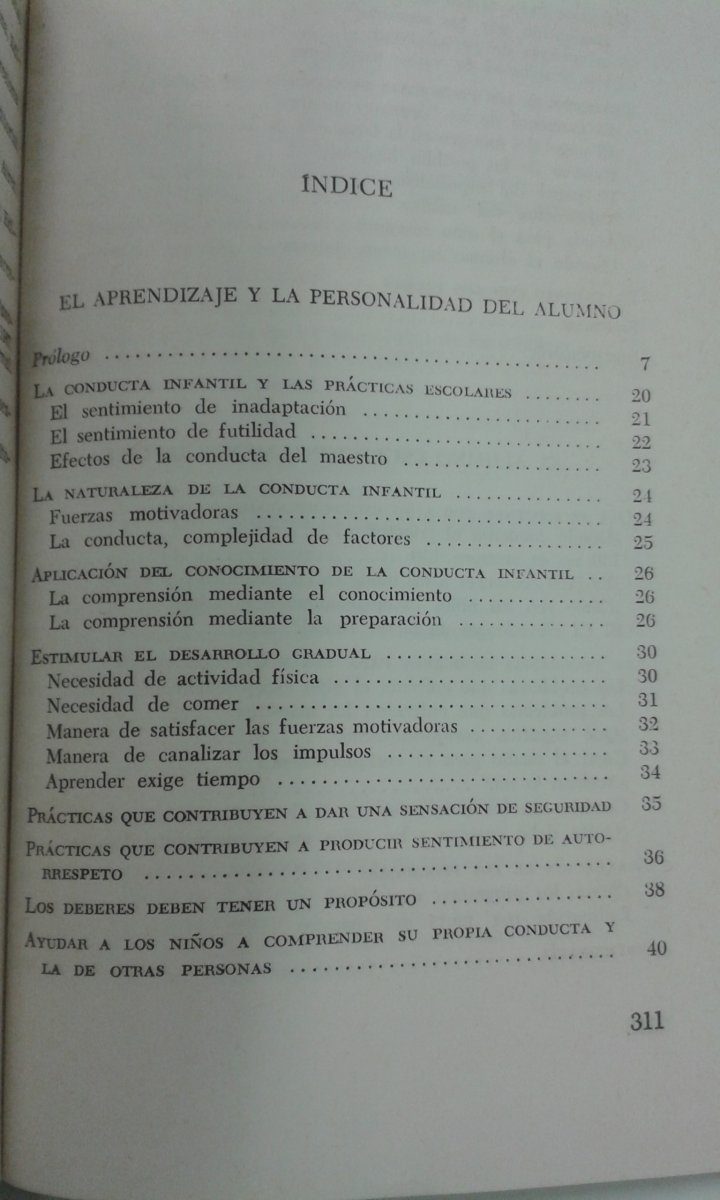 ÍNDICE
EL APRENDIZAJE Y LA PERSONALIDAD DEL ALUMNO
Prólogo . . . . . . . . . . . . . . . . . . . . 7
LA CONDUCTA INFANTIL Y LAS PRÁCTICAS ESCOLARES . . . . . . . . 20
El sentimiento de inadaptación . . . . . . . . . . . . 21
El sentimiento de futilidad . . . . . . . . . . . . 22
Efectos de la conducta del maestro . . . . . . . . . . . . 23
LA NATURALEZA DE LA CONDUCTA INFANTIL . . . . . . . . . . 24
Fuerzas motivadoras . . . . . . . . . . . . 24
La conducta, complejidad de factores . . . . . . . . . . . . 25
APLICACIÓN DEL CONOCIMIENTO DE LA CONDUCTA INFANTIL . . 26
La comprensión mediante el conocimiento . . . . . . . . . . 26
La comprensión mediante la preparación . . . . . . . . . . 26
ESTIMULAR EL DESARROLLO GRADUAL . . . . . . . . . . . . 30
Necesidad de actividad física . . . . . . . . . . . . 30
Necesidad de comer . . . . . . . . . . . . 31
Manera de satisfacer las fuerzas motivadoras . . . . . . . . . . 32
Manera de canalizar los impulsos . . . . . . . . . . . . 33
Aprender exige tiempo . . . . . . . . . . . . 34
PRÁCTICAS QUE CONTRIBUYEN A DAR UNA SENSACIÓN DE SEGURIDAD 35
PRÁCTICAS QUE CONTRIBUYEN A PRODUCIR SENTIMIENTO DE AUTO-
RRESPETO . . . . . . . . . . . . 36
LOS DEBERES DEBEN TENER UN PROPÓSITO . . . . . . . . . . . . 38
AYUDAR A LOS NIÑOS A COMPRENDER SU PROPIA CONDUCTA Y
LA DE OTRAS PERSONAS . . . . . . . . . . . . 40
311